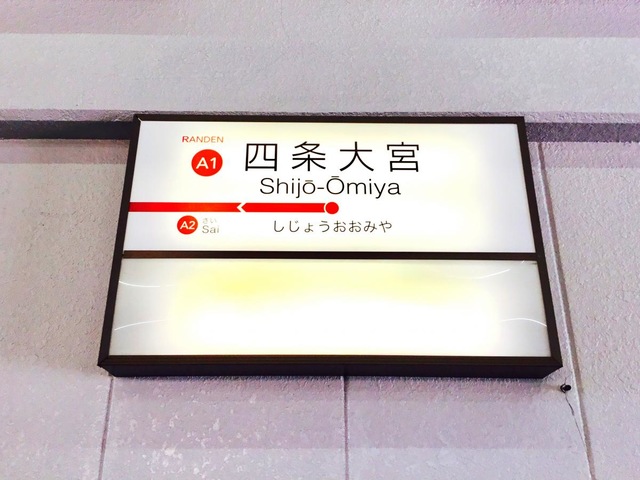 RANDEN
A1
四条大宮
Shijō-Ōmiya
A2
さい
Sai
しじょうおおみや